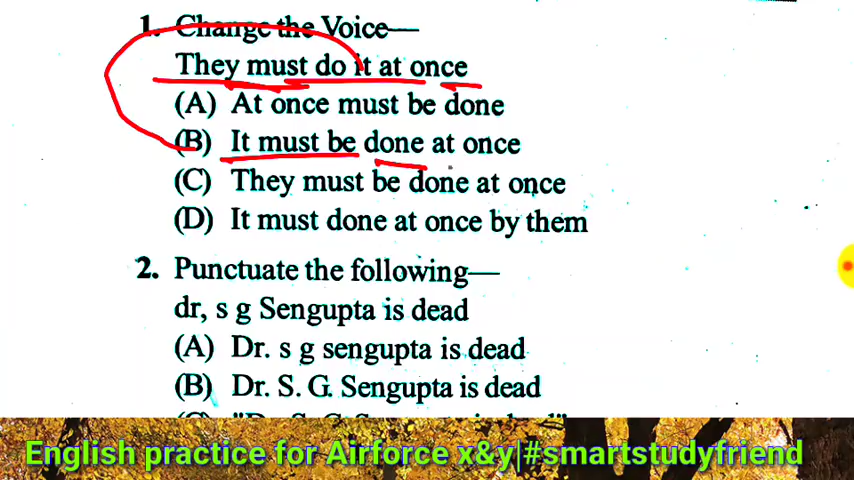 1. Change the Voice—
They must do it at once
(A) At once must be done
(B) It must be done at once
(C) They must be done at once
(D) It must done at once by them
2. Punctuate the following—
dr, s g Sengupta is dead
(A) Dr. s g sengupta is dead
(B) Dr. S. G. Sengupta is dead
English practice for Airforce x&y|#smartstudyfriend